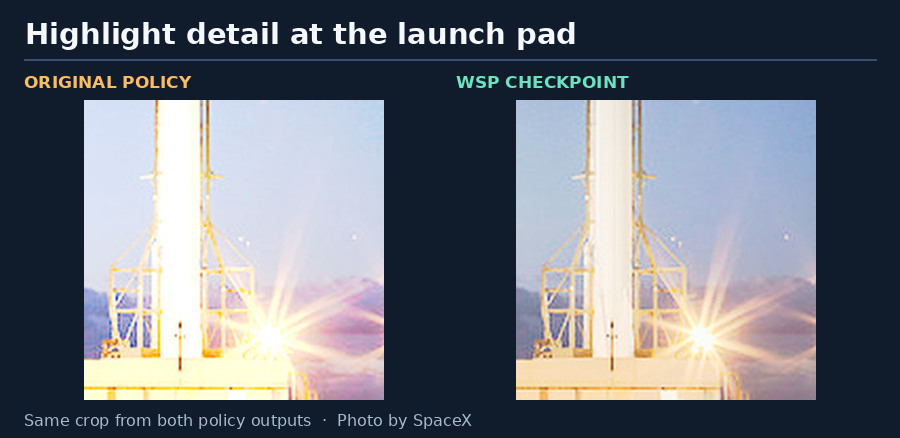 Highlight detail at the launch pad
ORIGINAL POLICY
WSP CHECKPOINT
Same crop from both policy outputs · Photo by SpaceX